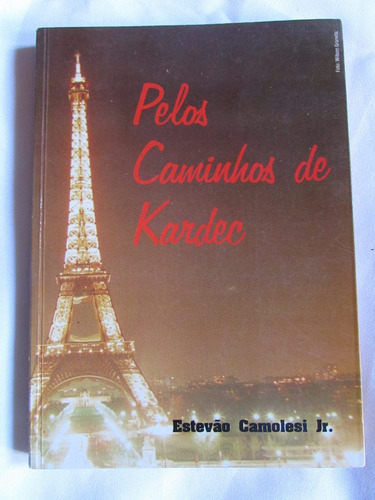 Pelos
Caminhos de
Kardec
Estevão Camolesi Jr.